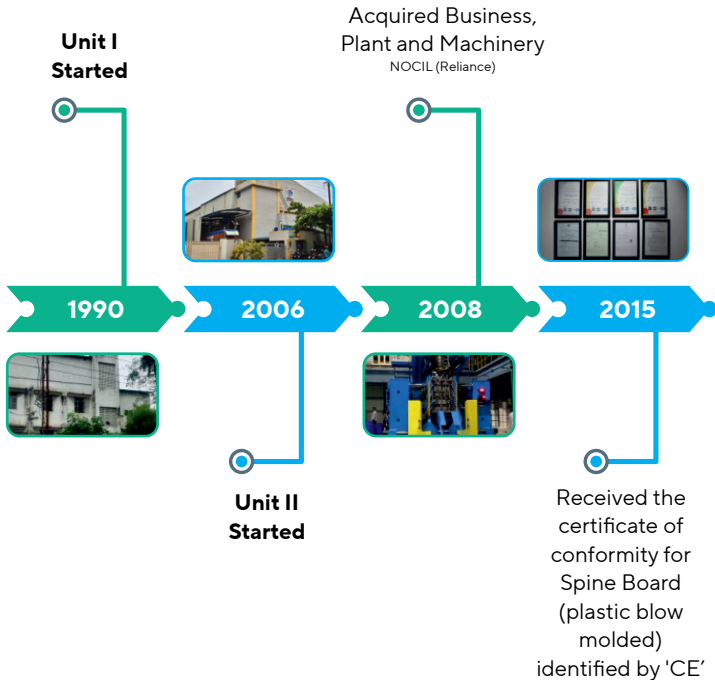 Unit I
Started
Acquired Business,
Plant and Machinery
NOCIL (Reliance)
1990
2006
2008
2015
Unit II
Started
Received the
certificate of
conformity for
Spine Board
(plastic blow
molded)
identified by 'CE’